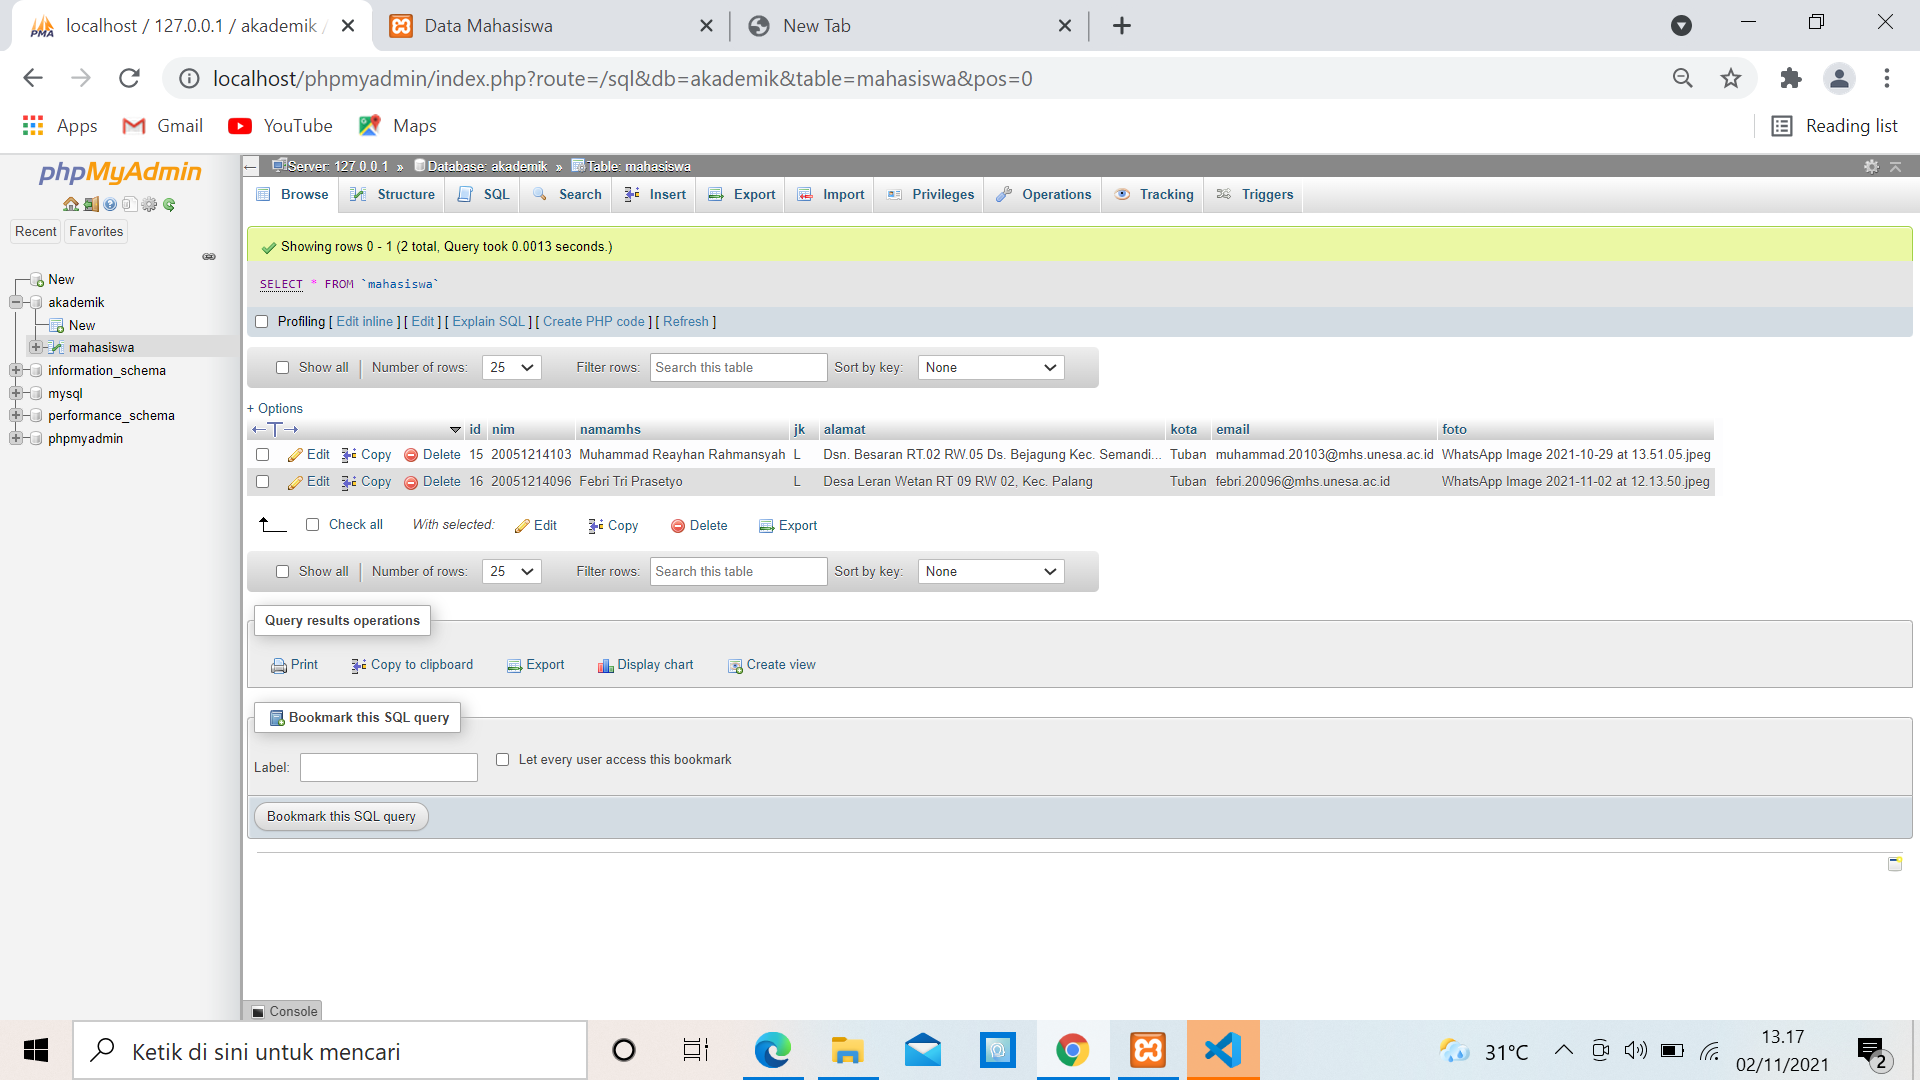 localhost / 127.0.0.1 / akademik /
Data Mahasiswa
New Tab
localhost/phpmyadmin/index.php?route=/sql&db=akademik&table=mahasiswa&pos=0
Apps
Gmail
YouTube
Maps
Reading list
phpMyAdmin
Recent
Favorites
New
akademik
New
mahasiswa
information_schema
mysql
performance_schema
phpmyadmin
Server: 127.0.0.1 » Database: akademik » Table: mahasiswa
Browse Structure SQL Search Insert Export Import Privileges Operations Tracking Triggers
Showing rows 0 - 1 (2 total, Query took 0.0013 seconds.)
SELECT * FROM `mahasiswa`
Profiling [ Edit inline ] [ Edit ] [ Explain SQL ] [ Create PHP code ] [ Refresh ]
Show all | Number of rows: 25 Filter rows: Search this table Sort by key: None
+ Options
←T→ id nim namamhs jk alamat kota email foto
Edit Copy Delete 15 20051214103 Muhammad Reayhan Rahmansyah L Dsn. Besaran RT.02 RW.05 Ds. Bejagung Kec. Semandi... Tuban muhammad.20103@mhs.unesa.ac.id WhatsApp Image 2021-10-29 at 13.51.05.jpeg
Edit Copy Delete 16 20051214096 Febri Tri Prasetyo L Desa Leran Wetan RT 09 RW 02, Kec. Palang Tuban febri.20096@mhs.unesa.ac.id WhatsApp Image 2021-11-02 at 12.13.50.jpeg
Check all With selected: Edit Copy Delete Export
Show all | Number of rows: 25 Filter rows: Search this table Sort by key: None
Query results operations
Print Copy to clipboard Export Display chart Create view
Bookmark this SQL query
Label: Let every user access this bookmark
Bookmark this SQL query
Console
Ketik di sini untuk mencari
31°C
13.17
02/11/2021
2